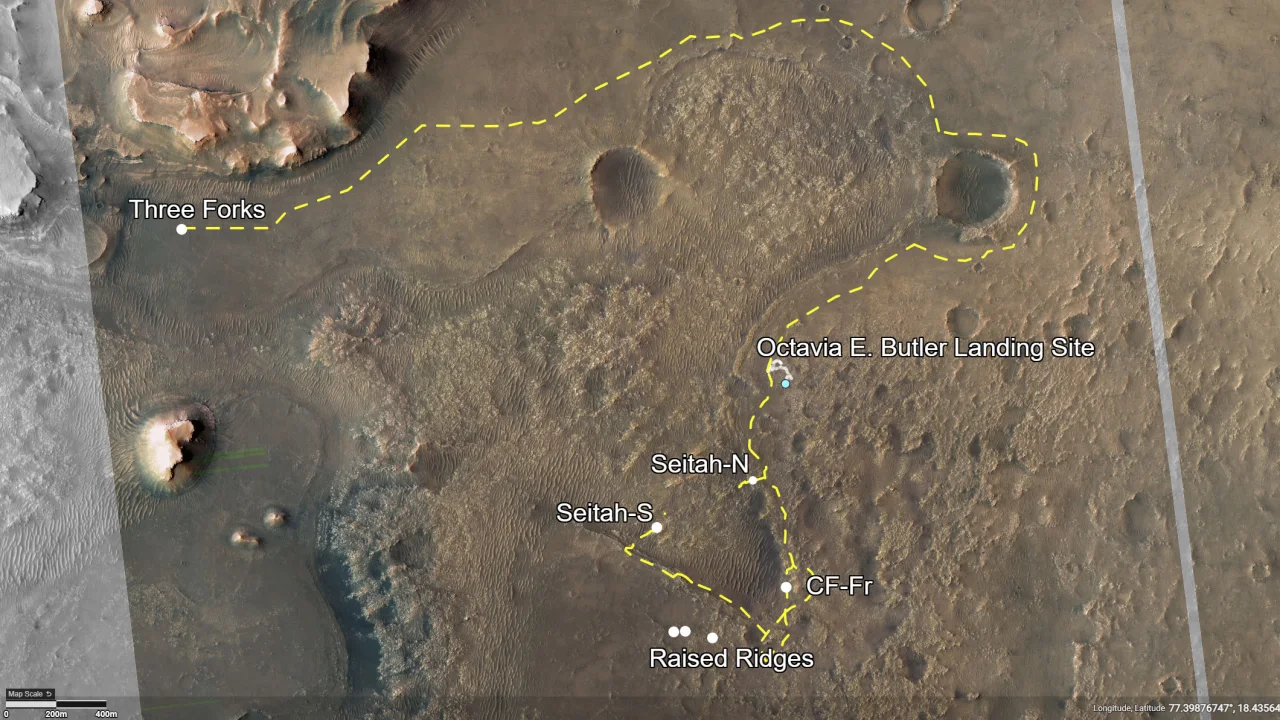 Three Forks
Octavia E. Butler Landing Site
Seitah-N
Seitah-S
CF-Fr
Raised Ridges
Map Scale
0 200m 400m
Longitude, Latitude 77.39876747°, 18.43564